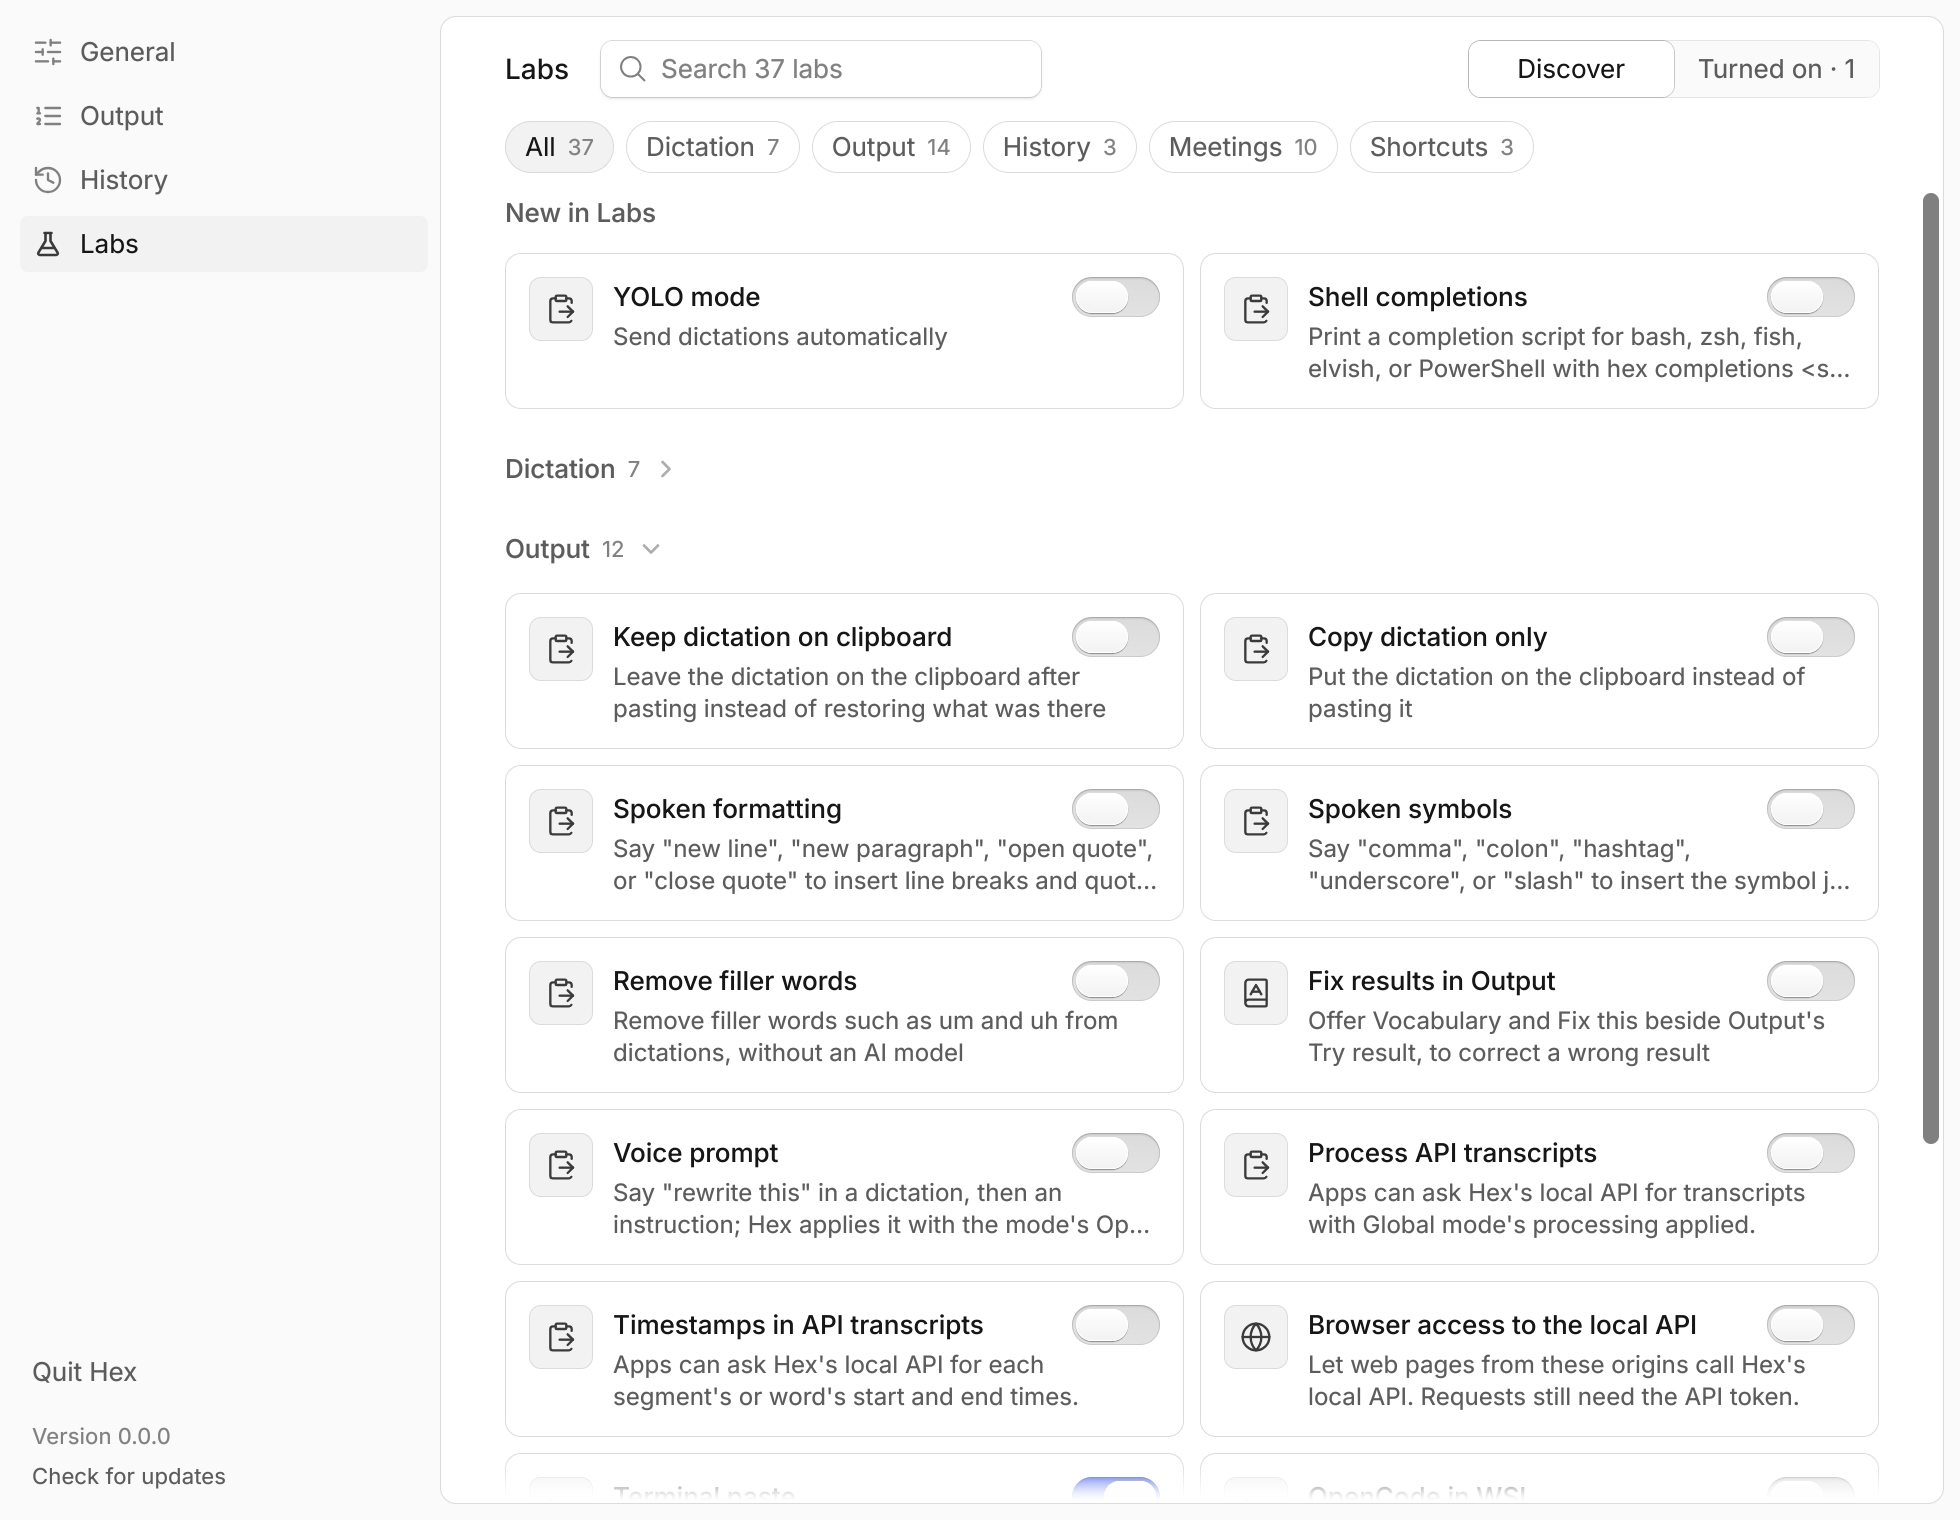 General
Output
History
Labs
Quit Hex
Version 0.0.0
Check for updates
Labs
Search 37 labs
Discover
Turned on · 1
All 37
Dictation 7
Output 14
History 3
Meetings 10
Shortcuts 3
New in Labs
YOLO mode
Send dictations automatically
Shell completions
Print a completion script for bash, zsh, fish,
elvish, or PowerShell with hex completions <s...
Dictation 7
Output 12
Keep dictation on clipboard
Leave the dictation on the clipboard after
pasting instead of restoring what was there
Copy dictation only
Put the dictation on the clipboard instead of
pasting it
Spoken formatting
Say "new line", "new paragraph", "open quote",
or "close quote" to insert line breaks and quot...
Spoken symbols
Say "comma", "colon", "hashtag",
"underscore", or "slash" to insert the symbol j...
Remove filler words
Remove filler words such as um and uh from
dictations, without an AI model
Fix results in Output
Offer Vocabulary and Fix this beside Output's
Try result, to correct a wrong result
Voice prompt
Say "rewrite this" in a dictation, then an
instruction; Hex applies it with the mode's Op...
Process API transcripts
Apps can ask Hex's local API for transcripts
with Global mode's processing applied.
Timestamps in API transcripts
Apps can ask Hex's local API for each
segment's or word's start and end times.
Browser access to the local API
Let web pages from these origins call Hex's
local API. Requests still need the API token.
Terminal paste
OpenCode in WSL